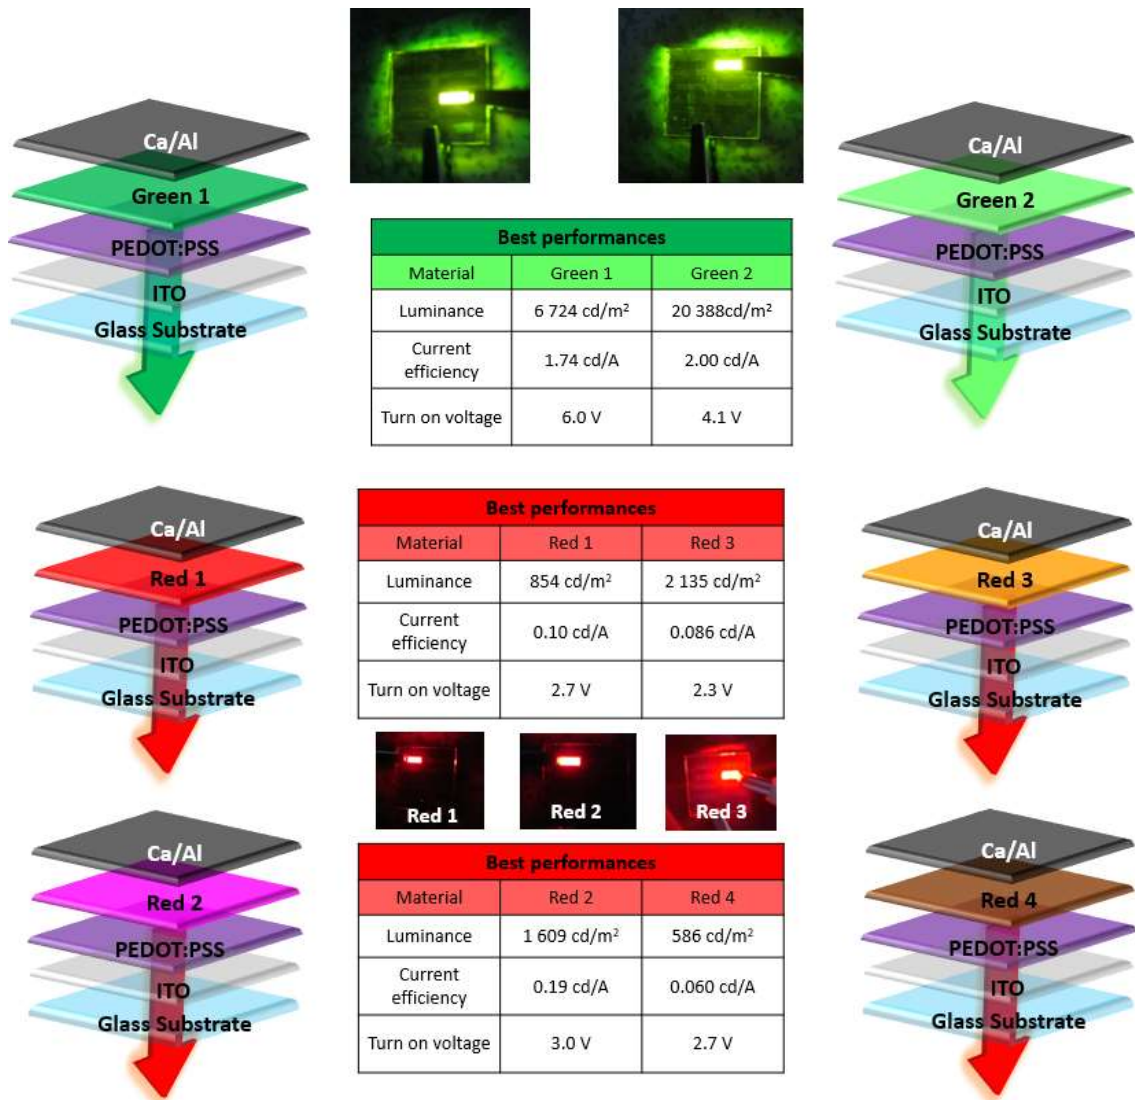 Ca/Al
Green 1
PEDOT:PSS
ITO
Glass Substrate
Best performances
Material Green 1 Green 2
Luminance 6 724 cd/m² 20 388cd/m²
Current
efficiency 1.74 cd/A 2.00 cd/A
Turn on voltage 6.0 V 4.1 V
Ca/Al
Green 2
PEDOT:PSS
ITO
Glass Substrate
Ca/Al
Red 1
PEDOT:PSS
ITO
Glass Substrate
Best performances
Material Red 1 Red 3
Luminance 854 cd/m² 2 135 cd/m²
Current
efficiency 0.10 cd/A 0.086 cd/A
Turn on voltage 2.7 V 2.3 V
Ca/Al
Red 3
PEDOT:PSS
ITO
Glass Substrate
Red 1 Red 2 Red 3
Ca/Al
Red 2
PEDOT:PSS
ITO
Glass Substrate
Best performances
Material Red 2 Red 4
Luminance 1 609 cd/m² 586 cd/m²
Current
efficiency 0.19 cd/A 0.060 cd/A
Turn on voltage 3.0 V 2.7 V
Ca/Al
Red 4
PEDOT:PSS
ITO
Glass Substrate